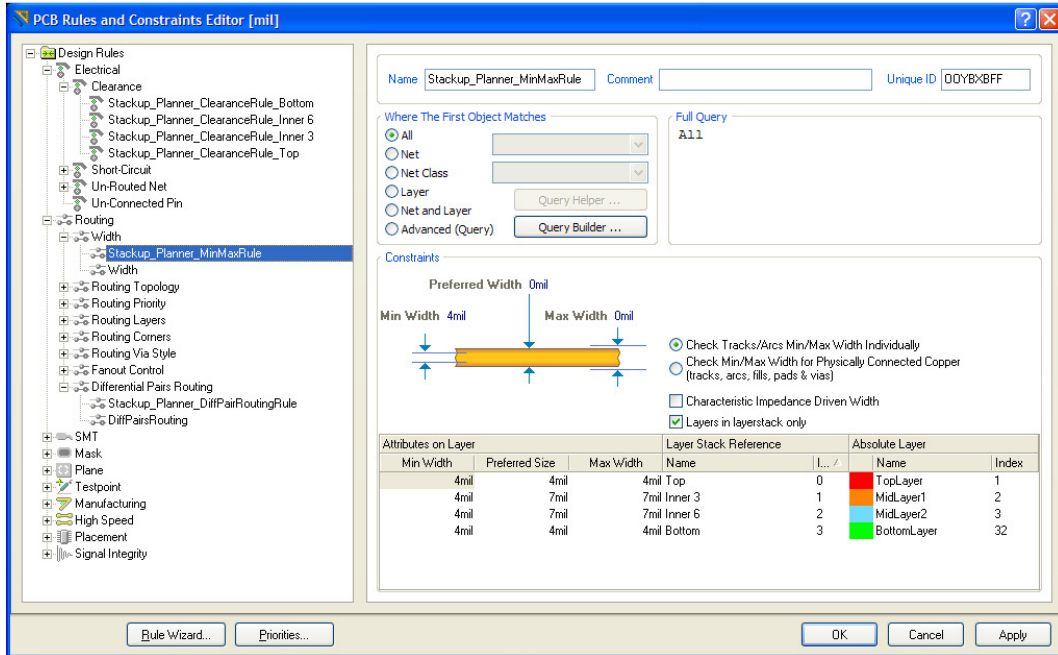 PCB Rules and Constraints Editor [mil]
Design Rules
Electrical
Clearance
Stackup_Planner_ClearanceRule_Bottom
Stackup_Planner_ClearanceRule_Inner 6
Stackup_Planner_ClearanceRule_Inner 3
Stackup_Planner_ClearanceRule_Top
Short-Circuit
Un-Routed Net
Un-Connected Pin
Routing
Width
Stackup_Planner_MinMaxRule
Width
Routing Topology
Routing Priority
Routing Layers
Routing Corners
Routing Via Style
Fanout Control
Differential Pairs Routing
Stackup_Planner_DiffPairRoutingRule
DiffPairsRouting
SMT
Mask
Plane
Testpoint
Manufacturing
High Speed
Placement
Signal Integrity
Name Stackup_Planner_MinMaxRule Comment Unique ID OOYBXBFF
Where The First Object Matches
All
Net
Net Class
Layer
Net and Layer
Advanced (Query)
Query Helper ...
Query Builder ...
Full Query
All
Constraints
Preferred Width 0mil
Min Width 4mil Max Width 0mil
Check Tracks/Arcs Min/Max Width Individually
Check Min/Max Width for Physically Connected Copper
(tracks, arcs, fills, pads & vias)
Characteristic Impedance Driven Width
Layers in layerstack only
Attributes on Layer Layer Stack Reference Absolute Layer
Min Width Preferred Size Max Width Name I... Name Index
4mil 4mil 4mil Top 0 TopLayer 1
4mil 7mil 7mil Inner 3 1 MidLayer1 2
4mil 7mil 7mil Inner 6 2 MidLayer2 3
4mil 4mil 4mil Bottom 3 BottomLayer 32
Rule Wizard... Priorities... OK Cancel Apply